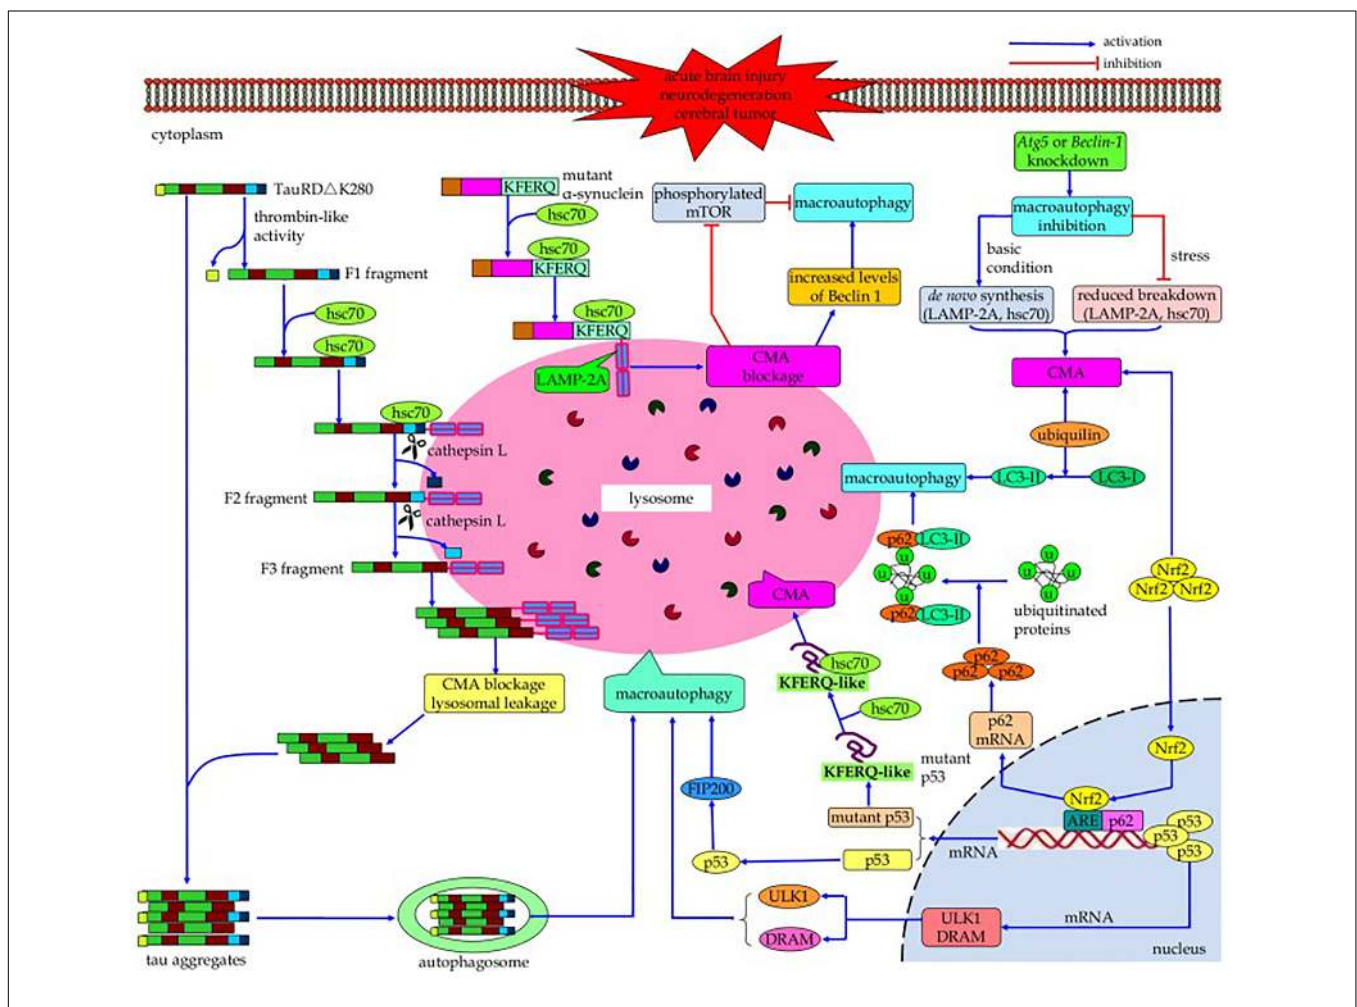 activation
inhibition
acute brain injury
neurodegeneration
cerebral tumor
cytoplasm
TauRD△K280
thrombin-like
activity
F1 fragment
hsc70
hsc70
hsc70
cathepsin L
F2 fragment
cathepsin L
F3 fragment
CMA blockage
lysosomal leakage
tau aggregates
autophagosome
KFERQ
mutant
α-synuclein
hsc70
hsc70
KFERQ
hsc70
KFERQ
LAMP-2A
CMA
blockage
phosphorylated
mTOR
macroautophagy
increased levels
of Beclin 1
Atg5 or Beclin-1
knockdown
macroautophagy
inhibition
basic
condition
stress
de novo synthesis
(LAMP-2A, hsc70)
reduced breakdown
(LAMP-2A, hsc70)
CMA
ubiquilin
macroautophagy
LC3-II
LC3-I
lysosome
p62
LC3-II
u
u
u
u
p62
LC3-II
u
u
u
u
ubiquitinated
proteins
Nrf2
Nrf2
Nrf2
CMA
hsc70
KFERQ-like
hsc70
KFERQ-like
mutant
p53
macroautophagy
p62
p62
p62
p62
mRNA
Nrf2
Nrf2
ARE
p62
p53
p53
p53
mRNA
mutant p53
p53
p53
FIP200
ULK1
DRAM
ULK1
DRAM
mRNA
nucleus